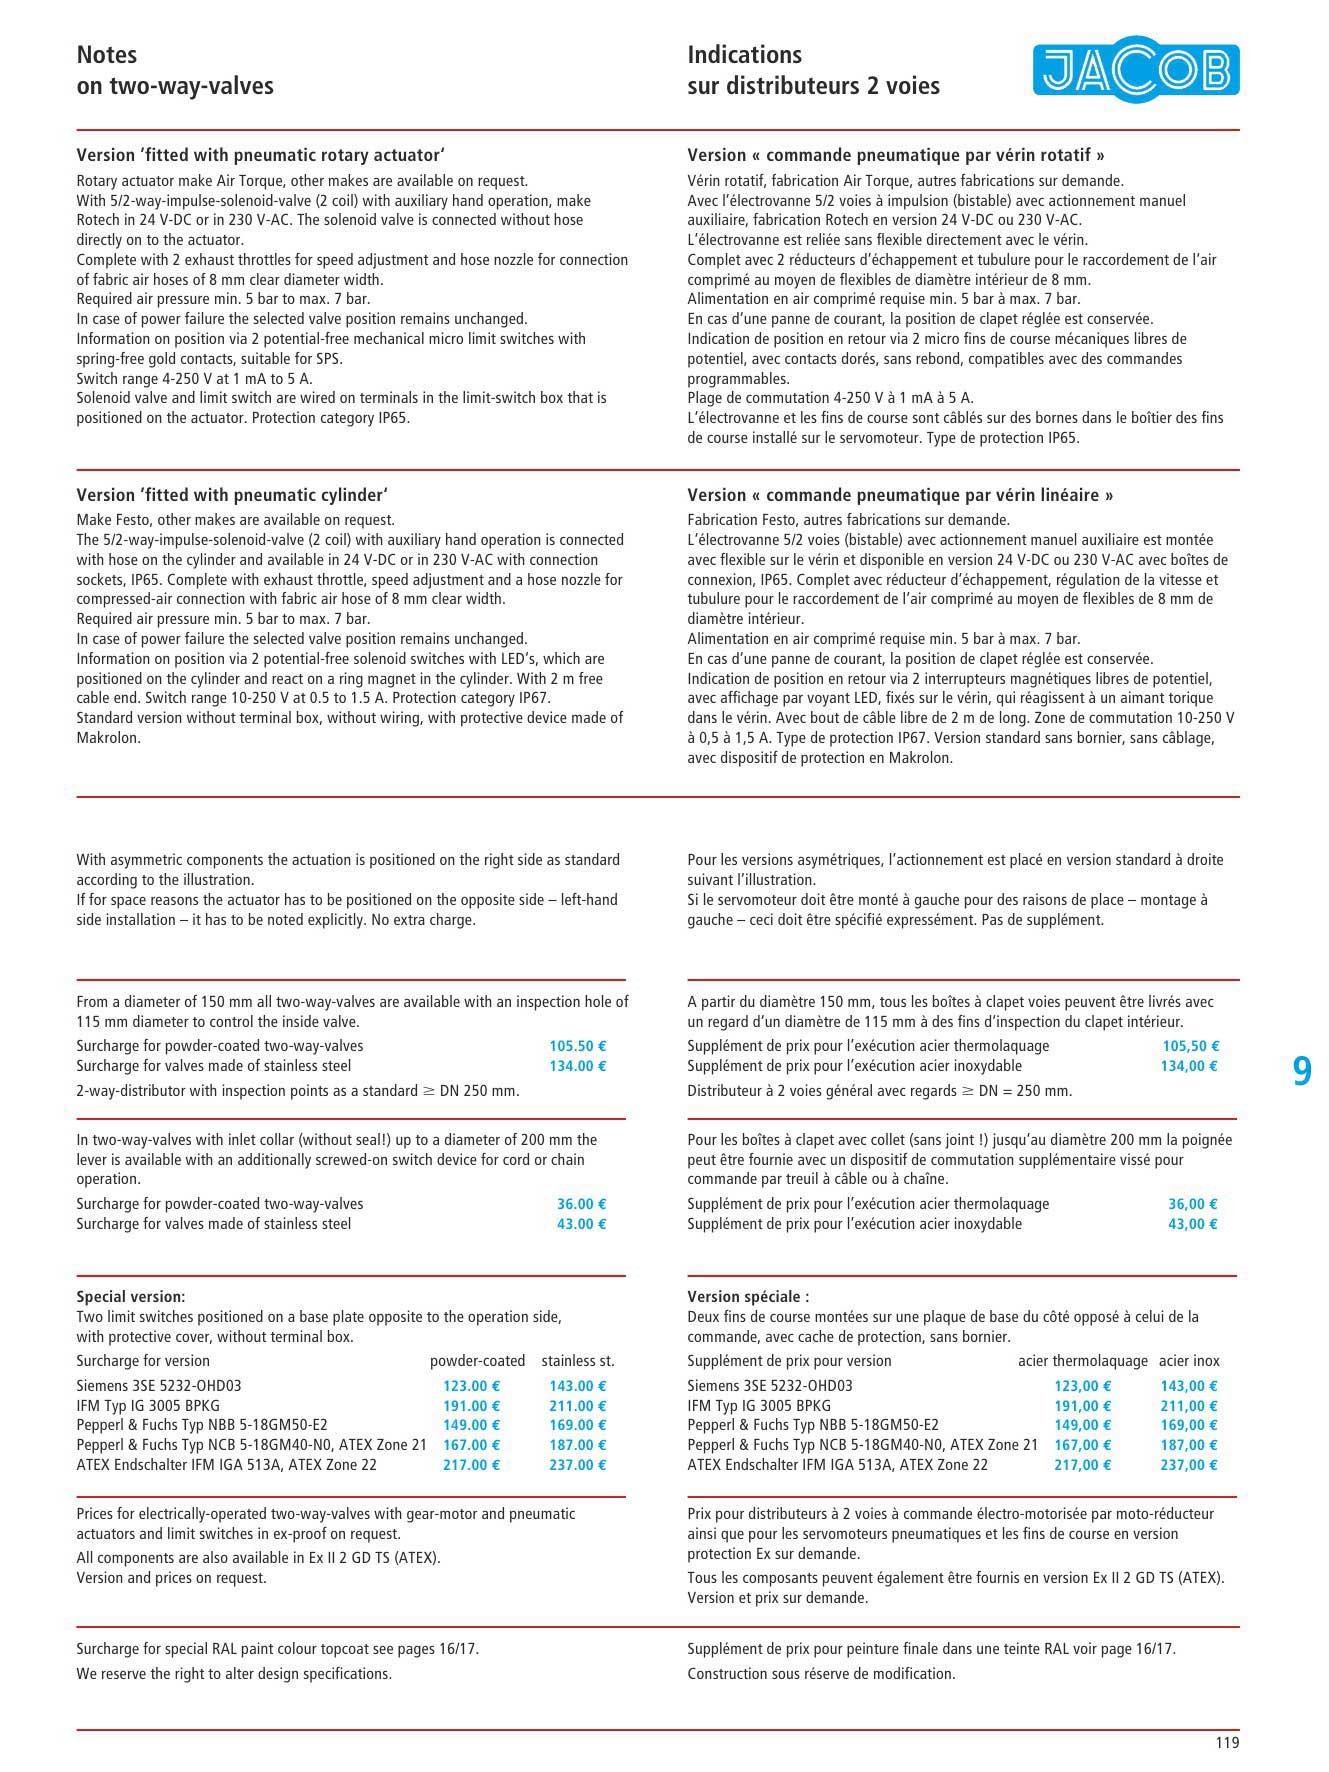 Notes
on two-way-valves
Indications
sur distributeurs 2 voies
JACOB
Version ’fitted with pneumatic rotary actuator‘
Rotary actuator make Air Torque, other makes are available on request.
With 5/2-way-impulse-solenoid-valve (2 coil) with auxiliary hand operation, make
Rotech in 24 V-DC or in 230 V-AC. The solenoid valve is connected without hose
directly on to the actuator.
Complete with 2 exhaust throttles for speed adjustment and hose nozzle for connection
of fabric air hoses of 8 mm clear diameter width.
Required air pressure min. 5 bar to max. 7 bar.
In case of power failure the selected valve position remains unchanged.
Information on position via 2 potential-free mechanical micro limit switches with
spring-free gold contacts, suitable for SPS.
Switch range 4-250 V at 1 mA to 5 A.
Solenoid valve and limit switch are wired on terminals in the limit-switch box that is
positioned on the actuator. Protection category IP65.
Version « commande pneumatique par vérin rotatif »
Vérin rotatif, fabrication Air Torque, autres fabrications sur demande.
Avec l’électrovanne 5/2 voies à impulsion (bistable) avec actionnement manuel
auxiliaire, fabrication Rotech en version 24 V-DC ou 230 V-AC.
L’électrovanne est reliée sans flexible directement avec le vérin.
Complet avec 2 réducteurs d’échappement et tubulure pour le raccordement de l’air
comprimé au moyen de flexibles de diamètre intérieur de 8 mm.
Alimentation en air comprimé requise min. 5 bar à max. 7 bar.
En cas d’une panne de courant, la position de clapet réglée est conservée.
Indication de position en retour via 2 micro fins de course mécaniques libres de
potentiel, avec contacts dorés, sans rebond, compatibles avec des commandes
programmables.
Plage de commutation 4-250 V à 1 mA à 5 A.
L’électrovanne et les fins de course sont câblés sur des bornes dans le boîtier des fins
de course installé sur le servomoteur. Type de protection IP65.
Version ’fitted with pneumatic cylinder‘
Make Festo, other makes are available on request.
The 5/2-way-impulse-solenoid-valve (2 coil) with auxiliary hand operation is connected
with hose on the cylinder and available in 24 V-DC or in 230 V-AC with connection
sockets, IP65. Complete with exhaust throttle, speed adjustment and a hose nozzle for
compressed-air connection with fabric air hose of 8 mm clear width.
Required air pressure min. 5 bar to max. 7 bar.
In case of power failure the selected valve position remains unchanged.
Information on position via 2 potential-free solenoid switches with LED’s, which are
positioned on the cylinder and react on a ring magnet in the cylinder. With 2 m free
cable end. Switch range 10-250 V at 0.5 to 1.5 A. Protection category IP67.
Standard version without terminal box, without wiring, with protective device made of
Makrolon.
Version « commande pneumatique par vérin linéaire »
Fabrication Festo, autres fabrications sur demande.
L’électrovanne 5/2 voies (bistable) avec actionnement manuel auxiliaire est montée
avec flexible sur le vérin et disponible en version 24 V-DC ou 230 V-AC avec boîtes de
connexion, IP65. Complet avec réducteur d’échappement, régulation de la vitesse et
tubulure pour le raccordement de l’air comprimé au moyen de flexibles de 8 mm de
diamètre intérieur.
Alimentation en air comprimé requise min. 5 bar à max. 7 bar.
En cas d’une panne de courant, la position de clapet réglée est conservée.
Indication de position en retour via 2 interrupteurs magnétiques libres de potentiel,
avec affichage par voyant LED, fixés sur le vérin, qui réagissent à un aimant torique
dans le vérin. Avec bout de câble libre de 2 m de long. Zone de commutation 10-250 V
à 0,5 à 1,5 A. Type de protection IP67. Version standard sans bornier, sans câblage,
avec dispositif de protection en Makrolon.
With asymmetric components the actuation is positioned on the right side as standard
according to the illustration.
If for space reasons the actuator has to be positioned on the opposite side – left-hand
side installation – it has to be noted explicitly. No extra charge.
Pour les versions asymétriques, l’actionnement est placé en version standard à droite
suivant l’illustration.
Si le servomoteur doit être monté à gauche pour des raisons de place – montage à
gauche – ceci doit être spécifié expressément. Pas de supplément.
From a diameter of 150 mm all two-way-valves are available with an inspection hole of
115 mm diameter to control the inside valve.
Surcharge for powder-coated two-way-valves 105.50 €
Surcharge for valves made of stainless steel 134.00 €
2-way-distributor with inspection points as a standard ≥ DN 250 mm.
A partir du diamètre 150 mm, tous les boîtes à clapet voies peuvent être livrés avec
un regard d’un diamètre de 115 mm à des fins d’inspection du clapet intérieur.
Supplément de prix pour l’exécution acier thermolaquage 105,50 €
Supplément de prix pour l’exécution acier inoxydable 134,00 €
Distributeur à 2 voies général avec regards ≥ DN = 250 mm.
9
In two-way-valves with inlet collar (without seal!) up to a diameter of 200 mm the
lever is available with an additionally screwed-on switch device for cord or chain
operation.
Surcharge for powder-coated two-way-valves 36.00 €
Surcharge for valves made of stainless steel 43.00 €
Pour les boîtes à clapet avec collet (sans joint !) jusqu’au diamètre 200 mm la poignée
peut être fournie avec un dispositif de commutation supplémentaire vissé pour
commande par treuil à câble ou à chaîne.
Supplément de prix pour l’exécution acier thermolaquage 36,00 €
Supplément de prix pour l’exécution acier inoxydable 43,00 €
Special version:
Two limit switches positioned on a base plate opposite to the operation side,
with protective cover, without terminal box.
Surcharge for version powder-coated stainless st.
Siemens 3SE 5232-OHD03 123.00 € 143.00 €
IFM Typ IG 3005 BPKG 191.00 € 211.00 €
Pepperl & Fuchs Typ NBB 5-18GM50-E2 149.00 € 169.00 €
Pepperl & Fuchs Typ NCB 5-18GM40-N0, ATEX Zone 21 167.00 € 187.00 €
ATEX Endschalter IFM IGA 513A, ATEX Zone 22 217.00 € 237.00 €
Version spéciale :
Deux fins de course montées sur une plaque de base du côté opposé à celui de la
commande, avec cache de protection, sans bornier.
Supplément de prix pour version acier thermolaquage acier inox
Siemens 3SE 5232-OHD03 123,00 € 143,00 €
IFM Typ IG 3005 BPKG 191,00 € 211,00 €
Pepperl & Fuchs Typ NBB 5-18GM50-E2 149,00 € 169,00 €
Pepperl & Fuchs Typ NCB 5-18GM40-N0, ATEX Zone 21 167,00 € 187,00 €
ATEX Endschalter IFM IGA 513A, ATEX Zone 22 217,00 € 237,00 €
Prices for electrically-operated two-way-valves with gear-motor and pneumatic
actuators and limit switches in ex-proof on request.
All components are also available in Ex II 2 GD TS (ATEX).
Version and prices on request.
Prix pour distributeurs à 2 voies à commande électro-motorisée par moto-réducteur
ainsi que pour les servomoteurs pneumatiques et les fins de course en version
protection Ex sur demande.
Tous les composants peuvent également être fournis en version Ex II 2 GD TS (ATEX).
Version et prix sur demande.
Surcharge for special RAL paint colour topcoat see pages 16/17.
We reserve the right to alter design specifications.
Supplément de prix pour peinture finale dans une teinte RAL voir page 16/17.
Construction sous réserve de modification.
119